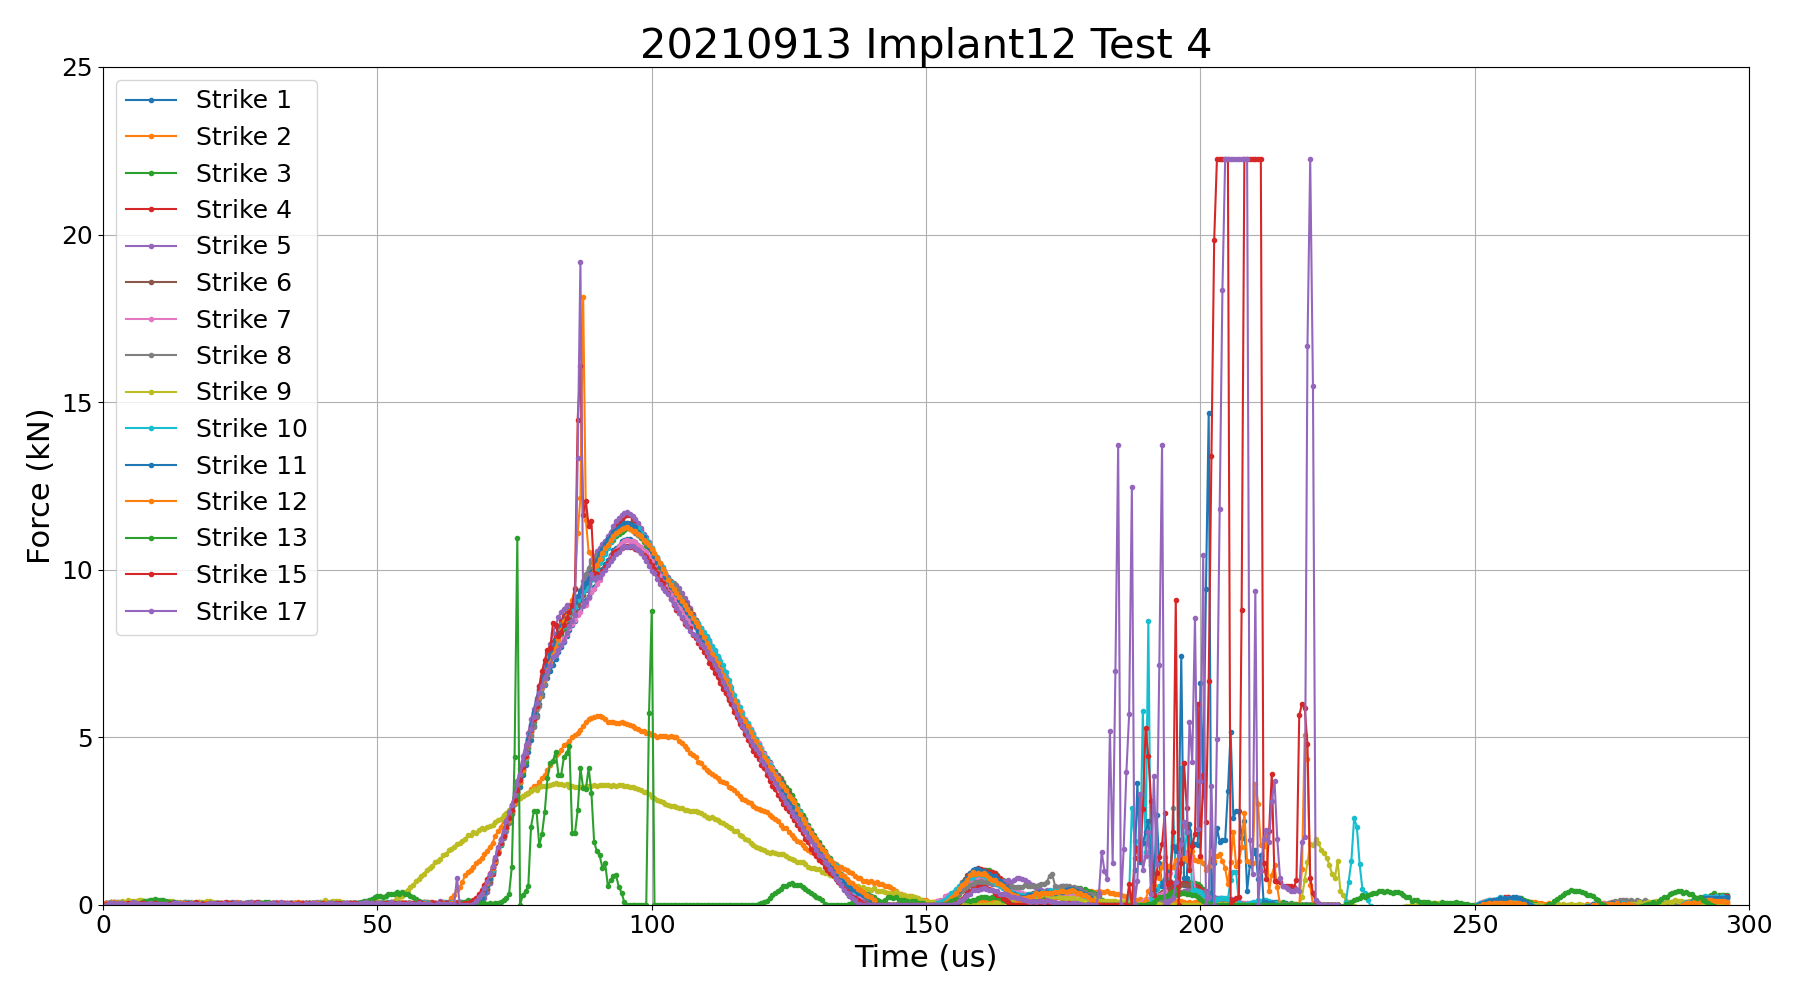 20210913 Implant12 Test 4
25
20
15
10
5
0
Force (kN)
Strike 1
Strike 2
Strike 3
Strike 4
Strike 5
Strike 6
Strike 7
Strike 8
Strike 9
Strike 10
Strike 11
Strike 12
Strike 13
Strike 15
Strike 17
0 50 100 150 200 250 300
Time (us)